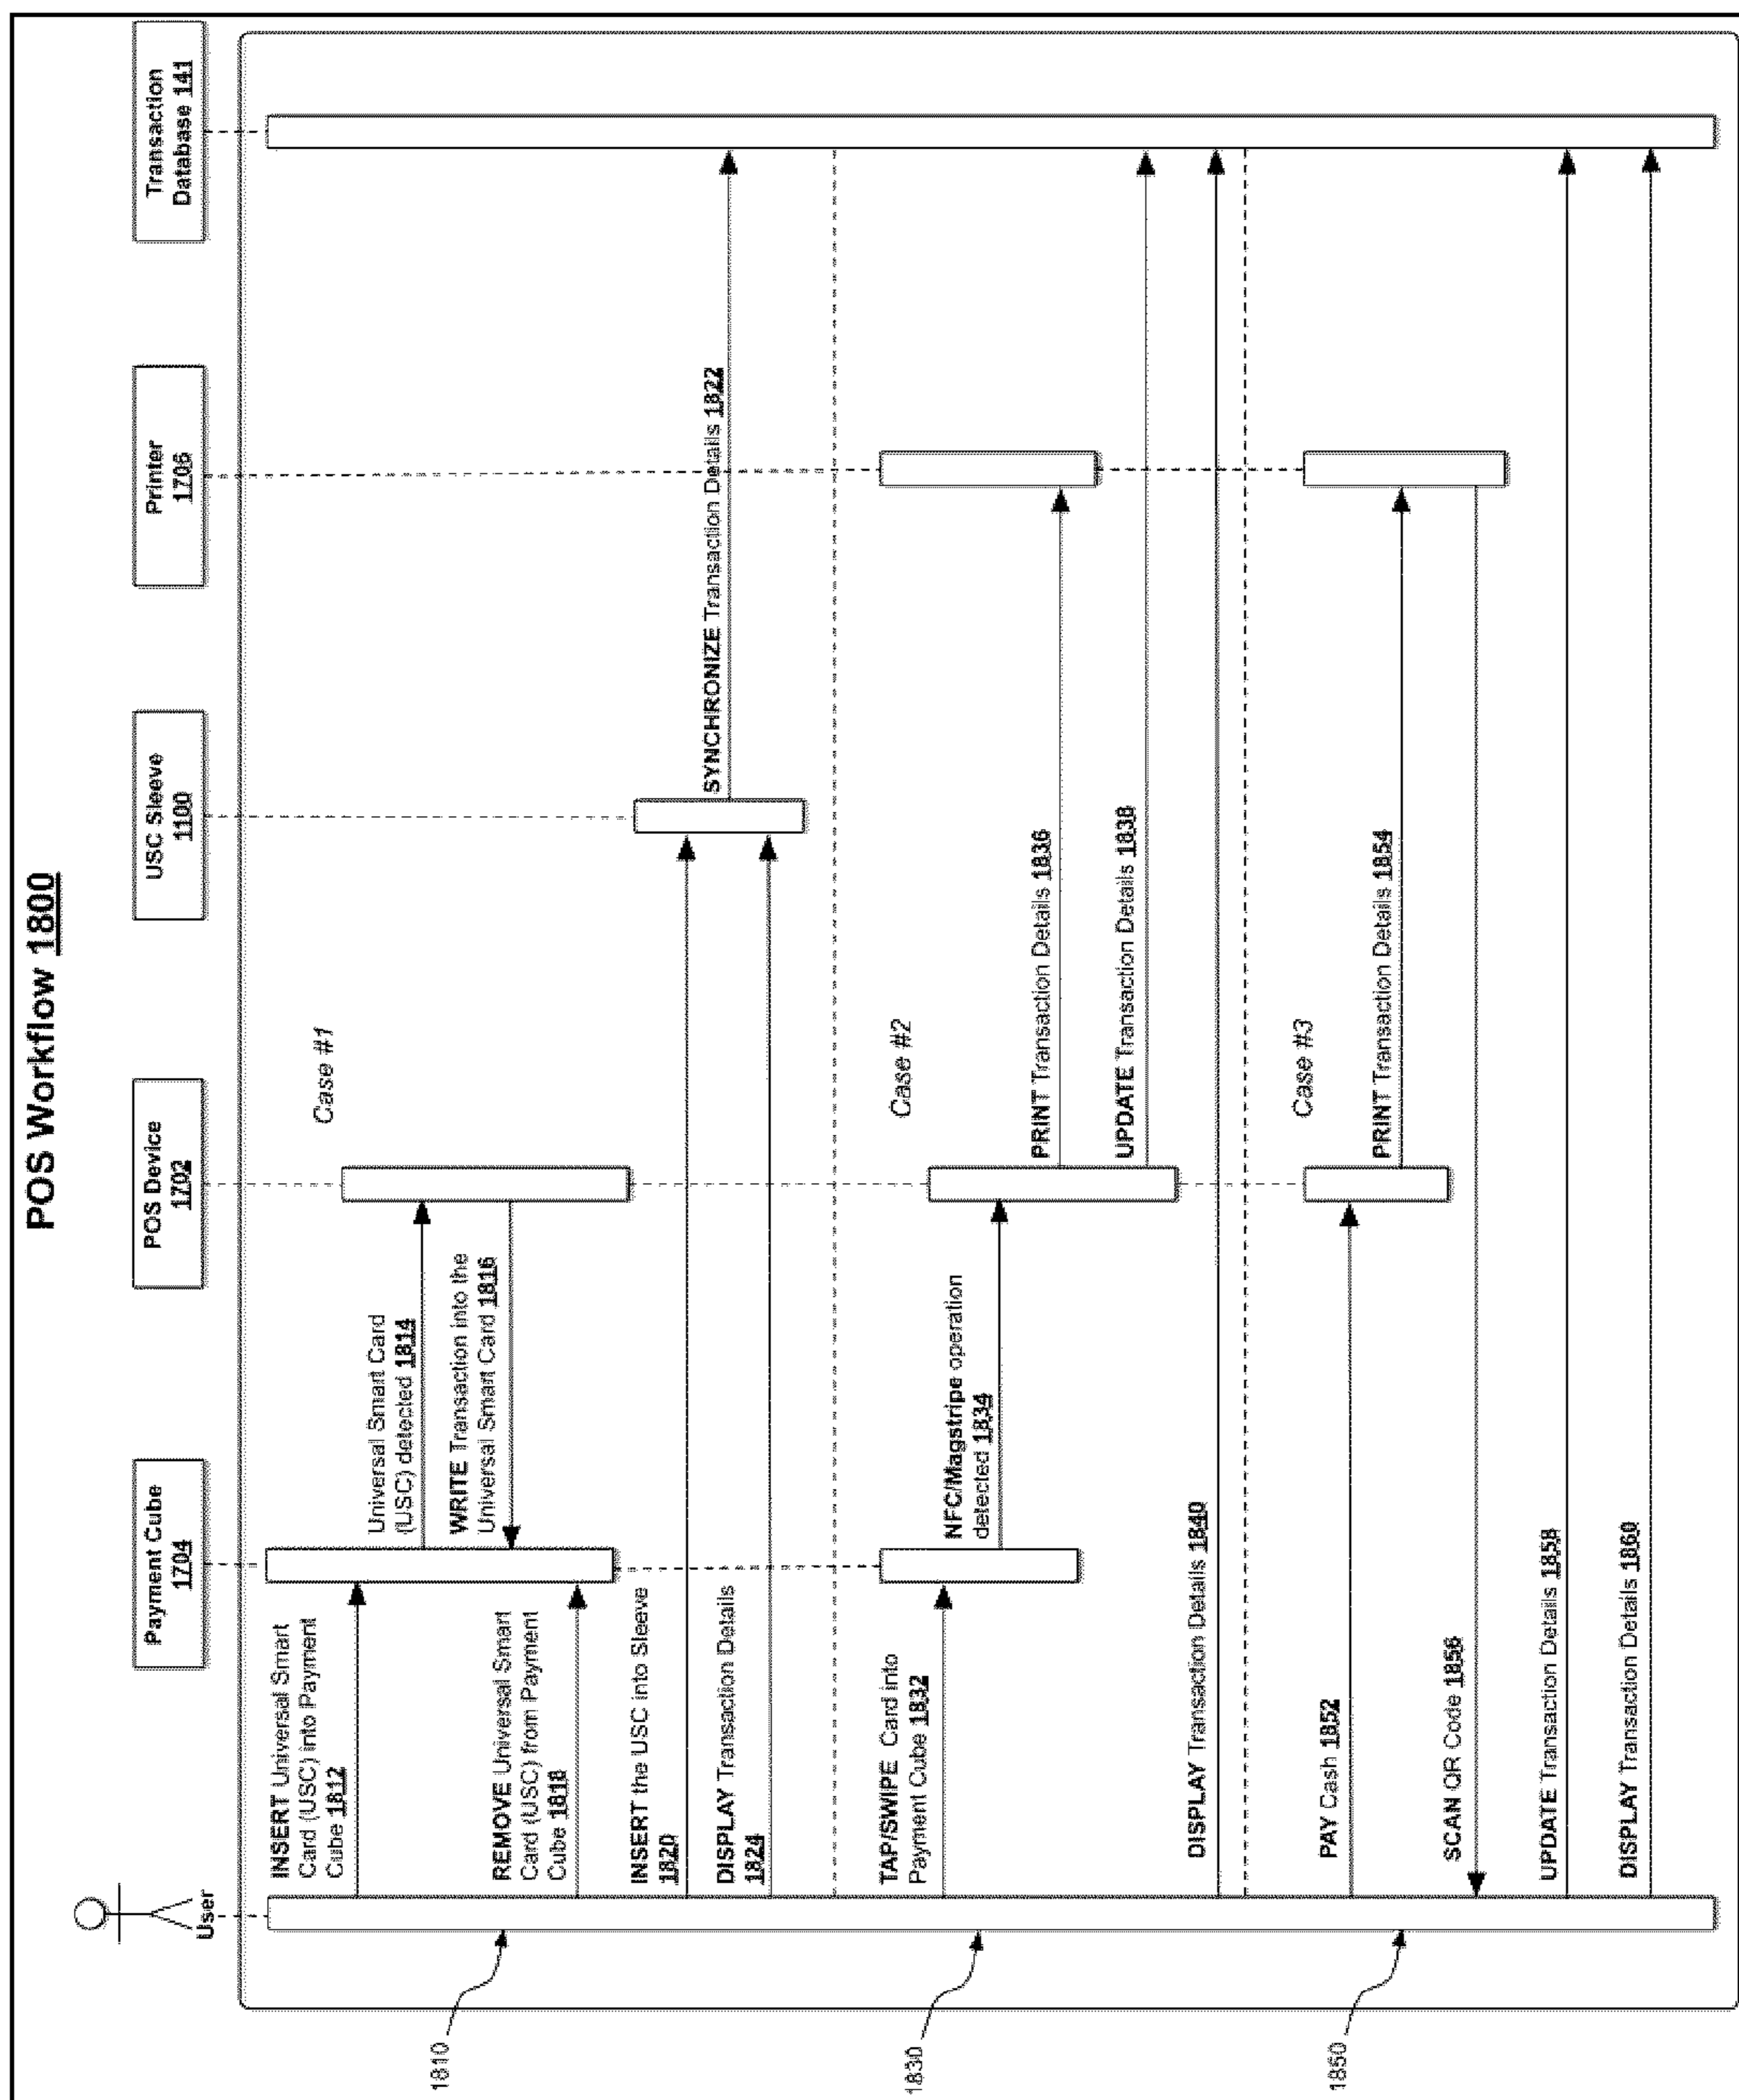 POS Workflow 1800
User
Payment Cube
1704
POS Device
1702
USC Sleeve
1100
Printer
1706
Transaction
Database 141
1810
Case #1
INSERT Universal Smart
Card (USC) into Payment
Cube 1812
Universal Smart Card
(USC) detected 1814
WRITE Transaction into the
Universal Smart Card 1816
REMOVE Universal Smart
Card (USC) from Payment
Cube 1818
INSERT the USC into Sleeve
1820
SYNCHRONIZE Transaction Details 1822
DISPLAY Transaction Details
1824
1830
Case #2
TAP/SWIPE Card into
Payment Cube 1832
NFC/Magstripe operation
detected 1834
PRINT Transaction Details 1836
UPDATE Transaction Details 1838
DISPLAY Transaction Details 1840
1850
Case #3
PAY Cash 1852
PRINT Transaction Details 1854
SCAN QR Code 1856
UPDATE Transaction Details 1858
DISPLAY Transaction Details 1860